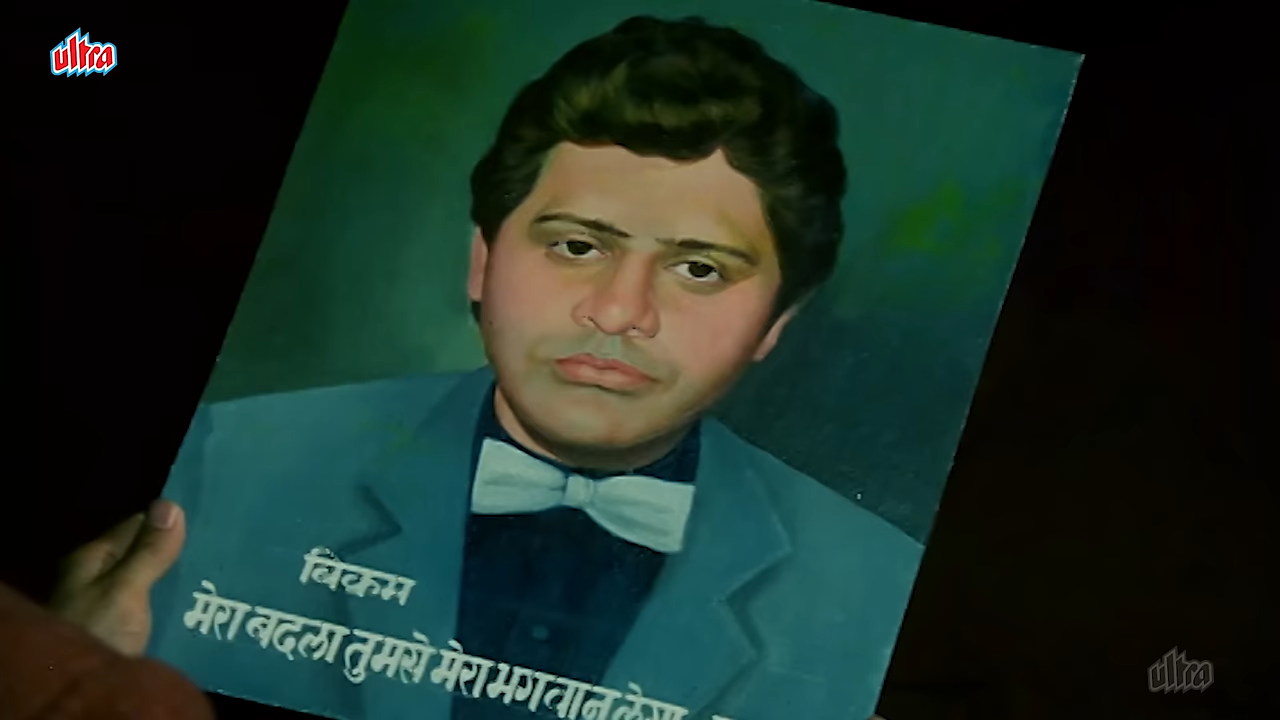 ultra
बिक्रम
मेरा बदला तुमसे मेरा भगवान लेगा
ultra